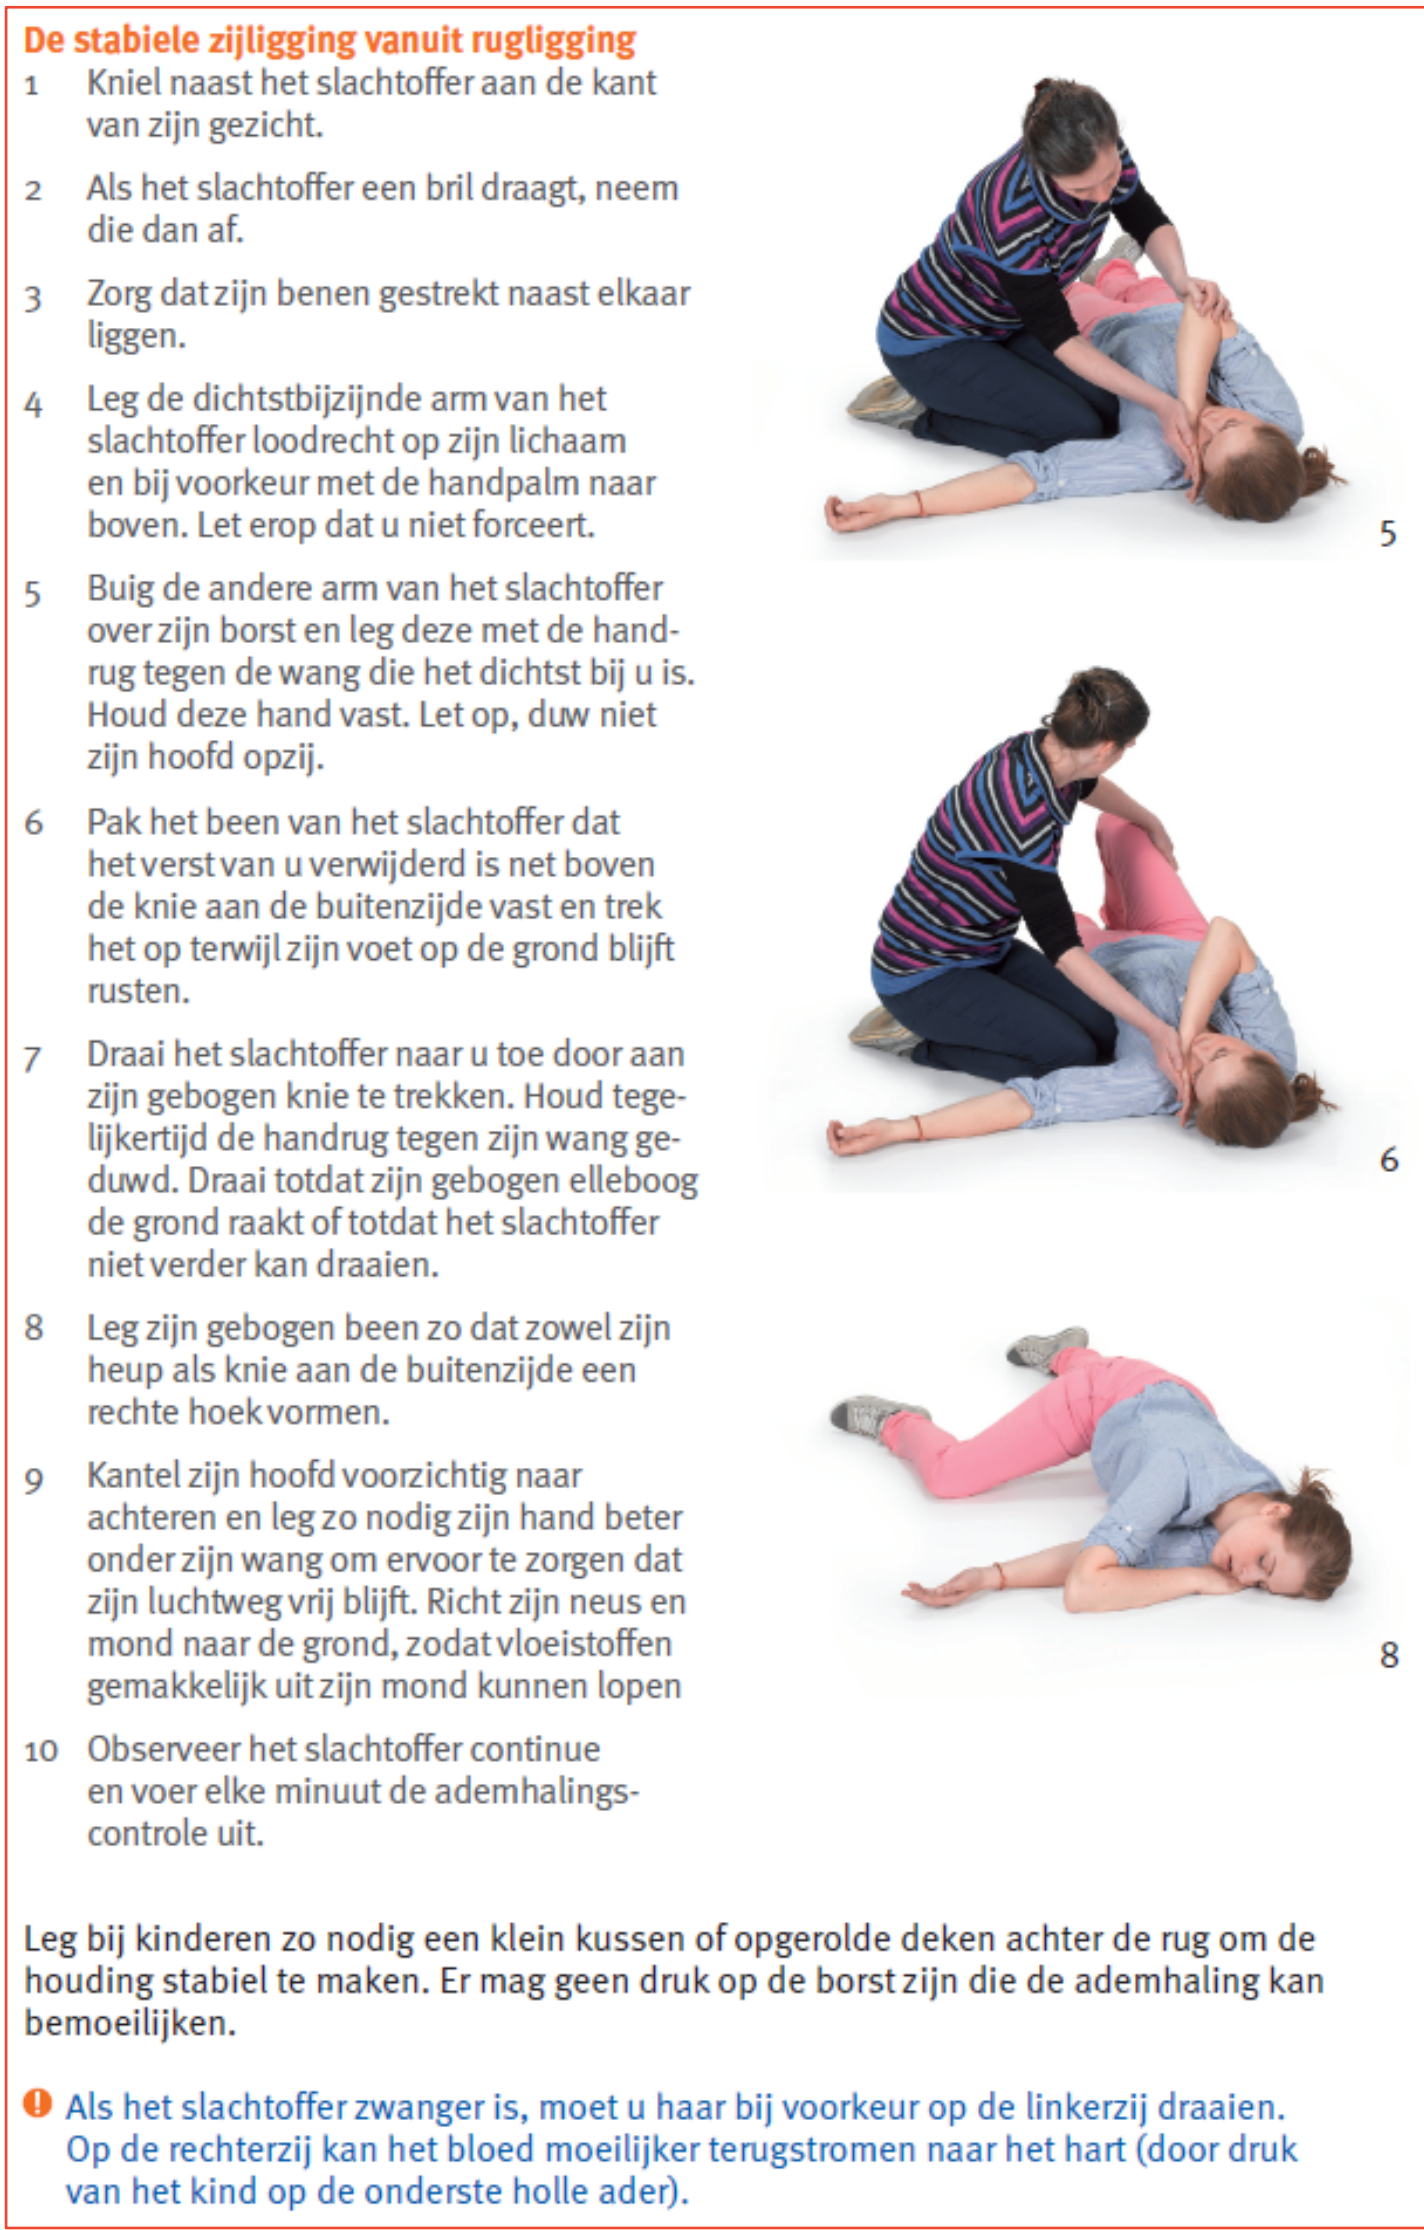 De stabiele zijligging vanuit rugligging
1 Kniel naast het slachtoffer aan de kant
van zijn gezicht.
2 Als het slachtoffer een bril draagt, neem
die dan af.
3 Zorg dat zijn benen gestrekt naast elkaar
liggen.
4 Leg de dichtstbijzijnde arm van het
slachtoffer loodrecht op zijn lichaam
en bij voorkeur met de handpalm naar
boven. Let erop dat u niet forceert.
5 Buig de andere arm van het slachtoffer
over zijn borst en leg deze met de hand-
rug tegen de wang die het dichtst bij u is.
Houd deze hand vast. Let op, duw niet
zijn hoofd opzij.
6 Pak het been van het slachtoffer dat
het verst van u verwijderd is net boven
de knie aan de buitenzijde vast en trek
het op terwijl zijn voet op de grond blijft
rusten.
7 Draai het slachtoffer naar u toe door aan
zijn gebogen knie te trekken. Houd tege-
lijkertijd de handrug tegen zijn wang ge-
duwd. Draai totdat zijn gebogen elleboog
de grond raakt of totdat het slachtoffer
niet verder kan draaien.
8 Leg zijn gebogen been zo dat zowel zijn
heup als knie aan de buitenzijde een
rechte hoek vormen.
9 Kantel zijn hoofd voorzichtig naar
achteren en leg zo nodig zijn hand beter
onder zijn wang om ervoor te zorgen dat
zijn luchtweg vrij blijft. Richt zijn neus en
mond naar de grond, zodat vloeistoffen
gemakkelijk uit zijn mond kunnen lopen
10 Observeer het slachtoffer continue
en voer elke minuut de ademhalings-
controle uit.
5
6
8
Leg bij kinderen zo nodig een klein kussen of opgerolde deken achter de rug om de
houding stabiel te maken. Er mag geen druk op de borst zijn die de ademhaling kan
bemoeilijken.
! Als het slachtoffer zwanger is, moet u haar bij voorkeur op de linkerzij draaien.
Op de rechterzij kan het bloed moeilijker terugstromen naar het hart (door druk
van het kind op de onderste holle ader).